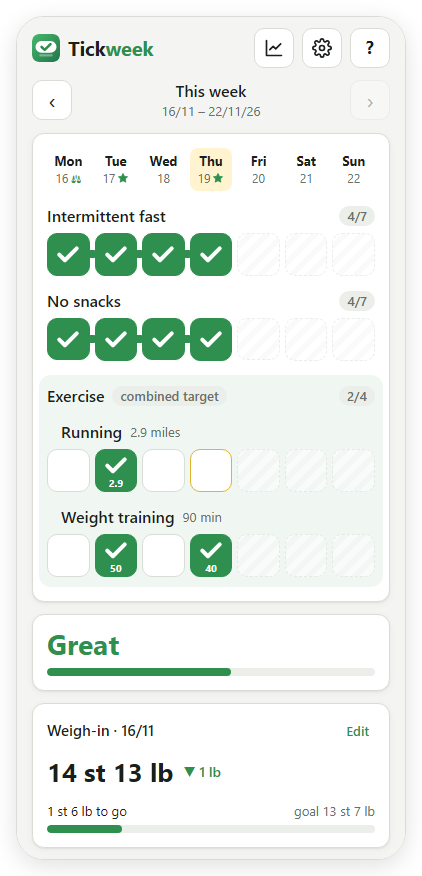 Tickweek
?
‹
This week
16/11 – 22/11/26
›
Mon Tue Wed Thu Fri Sat Sun
16 17 18 19 20 21 22
Intermittent fast 4/7
No snacks 4/7
Exercise combined target 2/4
Running 2.9 miles
2.9
Weight training 90 min
50 40
Great
Weigh-in · 16/11 Edit
14 st 13 lb ▼ 1 lb
1 st 6 lb to go goal 13 st 7 lb